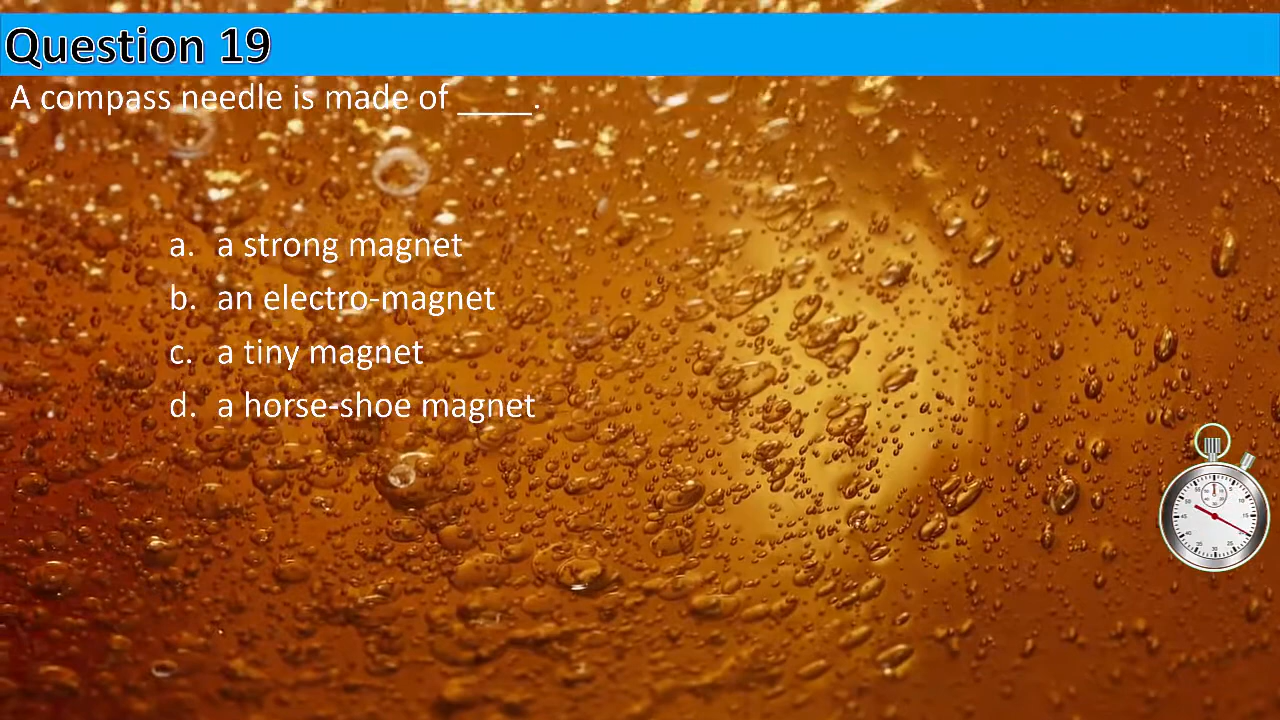 Question 19
A compass needle is made of ____.
a. a strong magnet
b. an electro-magnet
c. a tiny magnet
d. a horse-shoe magnet